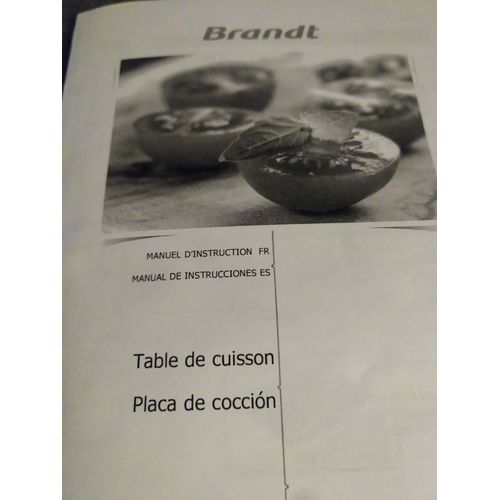 Brandt
MANUEL D'INSTRUCTION FR
MANUAL DE INSTRUCCIONES ES
Table de cuisson
Placa de cocción